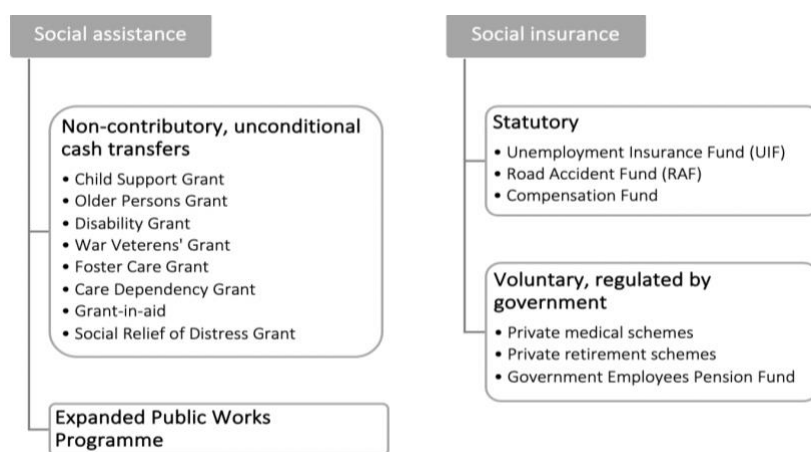 Social assistance
Non-contributory, unconditional
cash transfers
• Child Support Grant
• Older Persons Grant
• Disability Grant
• War Veterens' Grant
• Foster Care Grant
• Care Dependency Grant
• Grant-in-aid
• Social Relief of Distress Grant
Expanded Public Works
Programme
Social insurance
Statutory
• Unemployment Insurance Fund (UIF)
• Road Accident Fund (RAF)
• Compensation Fund
Voluntary, regulated by
government
• Private medical schemes
• Private retirement schemes
• Government Employees Pension Fund